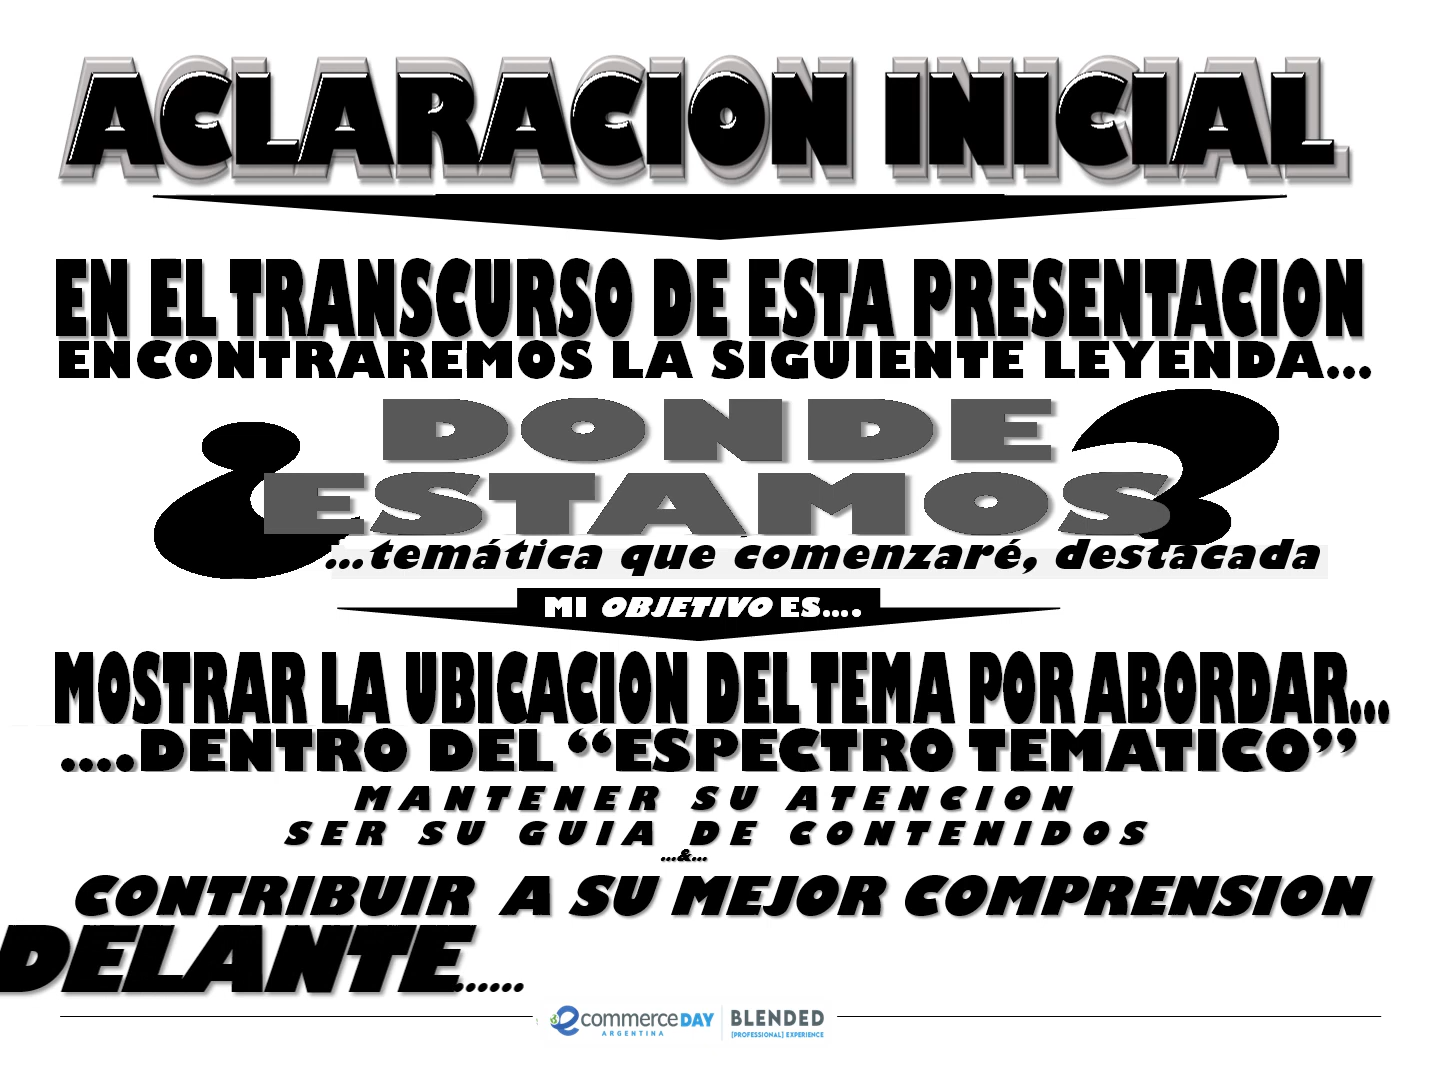 ACLARACION INICIAL
EN EL TRANSCURSO DE ESTA PRESENTACION
ENCONTRAREMOS LA SIGUIENTE LEYENDA...
¿DONDE
ESTAMOS?
...temática que comenzaré, destacada
MI OBJETIVO ES....
MOSTRAR LA UBICACION DEL TEMA POR ABORDAR...
....DENTRO DEL “ESPECTRO TEMATICO”
MANTENER SU ATENCION
SER SU GUIA DE CONTENIDOS
...&...
CONTRIBUIR A SU MEJOR COMPRENSION
DELANTE......
ecommerceDAY BLENDED
ARGENTINA [PROFESSIONAL] EXPERIENCE